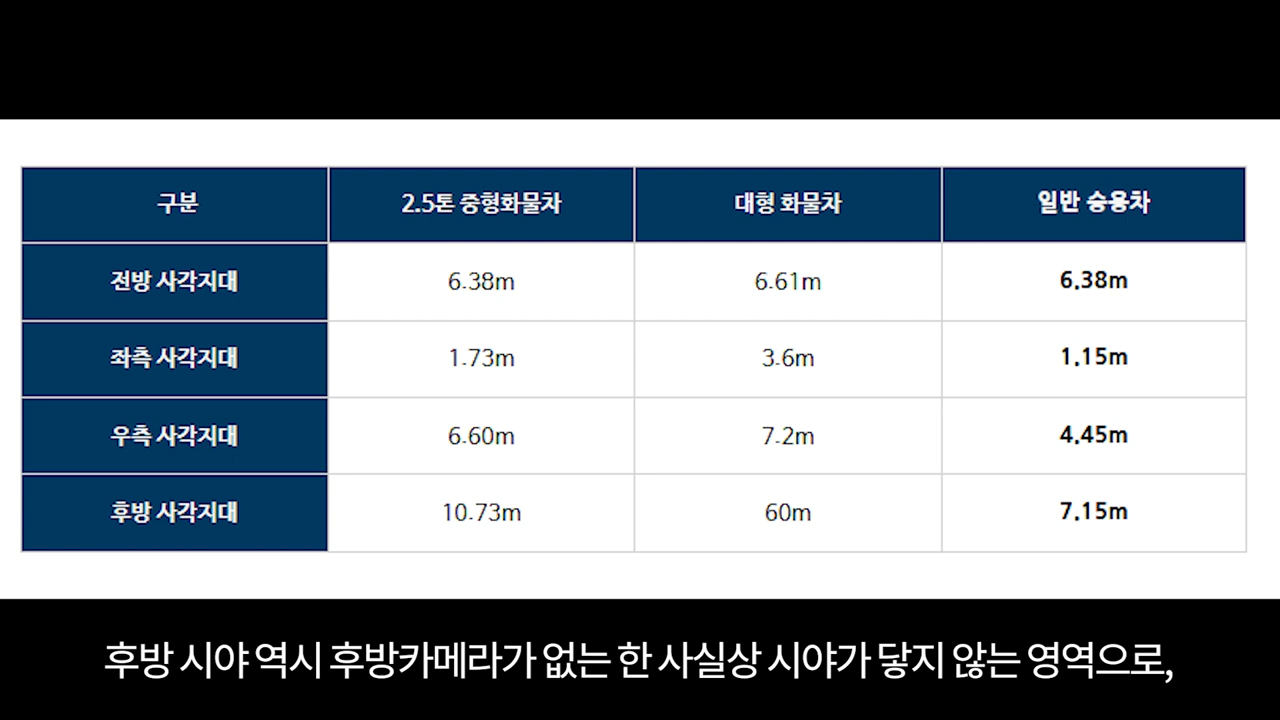 구분 2.5톤 중형화물차 대형 화물차 일반 승용차
전방 사각지대 6.38m 6.61m 6.38m
좌측 사각지대 1.73m 3.6m 1.15m
우측 사각지대 6.60m 7.2m 4.45m
후방 사각지대 10.73m 60m 7.15m
후방 시야 역시 후방카메라가 없는 한 사실상 시야가 닿지 않는 영역으로,